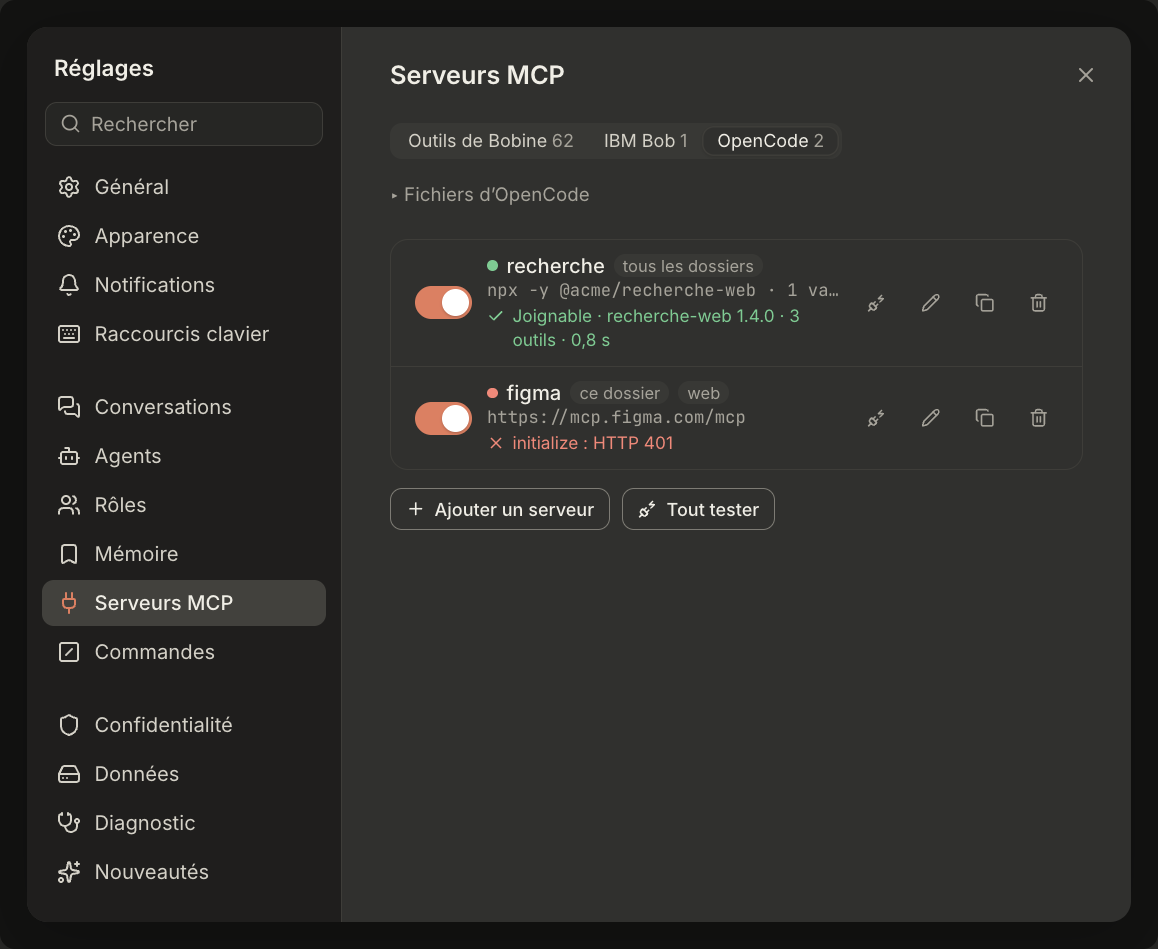 Réglages
Rechercher
Général
Apparence
Notifications
Raccourcis clavier
Conversations
Agents
Rôles
Mémoire
Serveurs MCP
Commandes
Confidentialité
Données
Diagnostic
Nouveautés
Serveurs MCP
Outils de Bobine 62 IBM Bob 1 OpenCode 2
Fichiers d’OpenCode
recherche tous les dossiers
npx -y @acme/recherche-web · 1 va…
Joignable · recherche-web 1.4.0 · 3
outils · 0,8 s
figma ce dossier web
https://mcp.figma.com/mcp
initialize : HTTP 401
Ajouter un serveur Tout tester